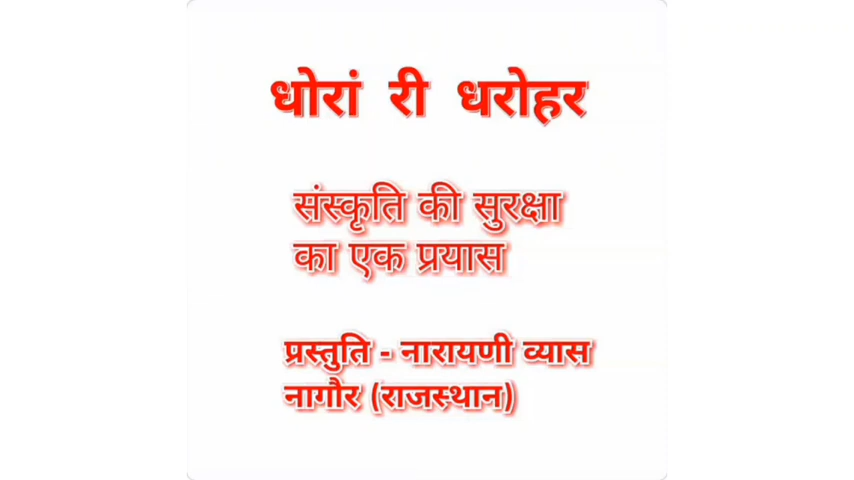 धोरां री धरोहर
संस्कृति की सुरक्षा
का एक प्रयास
प्रस्तुति - नारायणी व्यास
नागौर (राजस्थान)